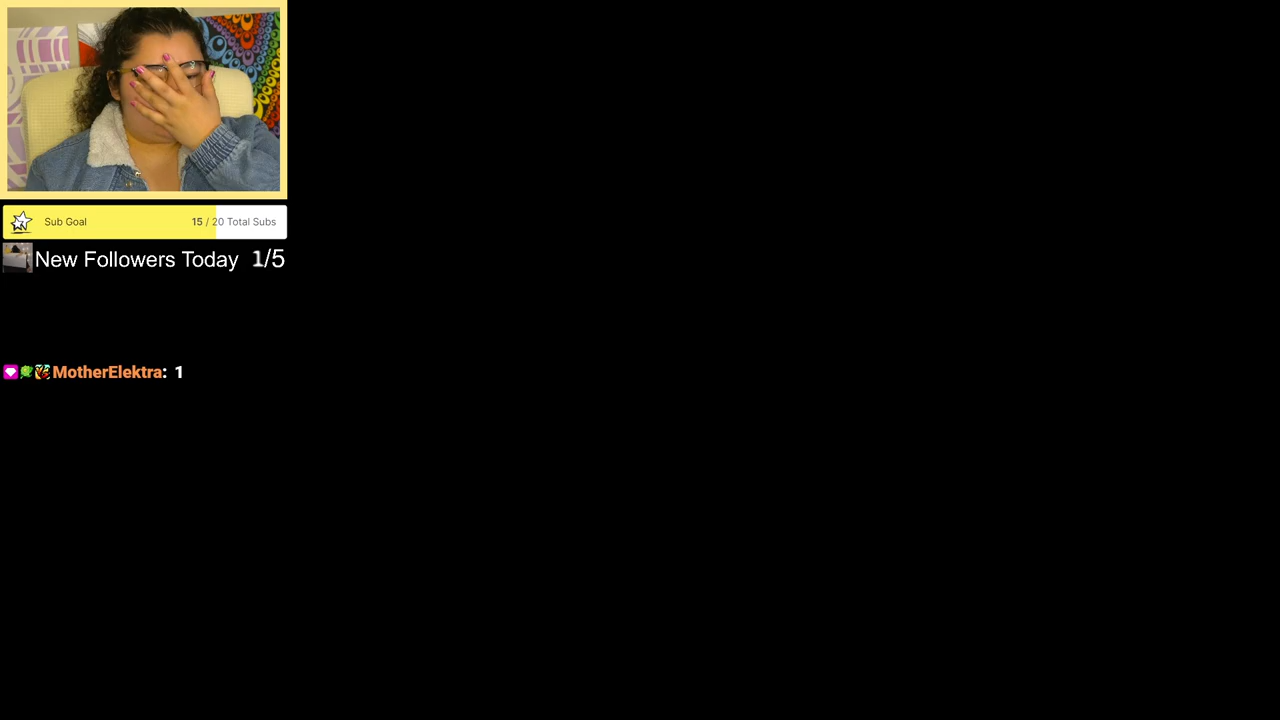 Sub Goal 15 / 20 Total Subs
New Followers Today 1/5
MotherElektra: 1